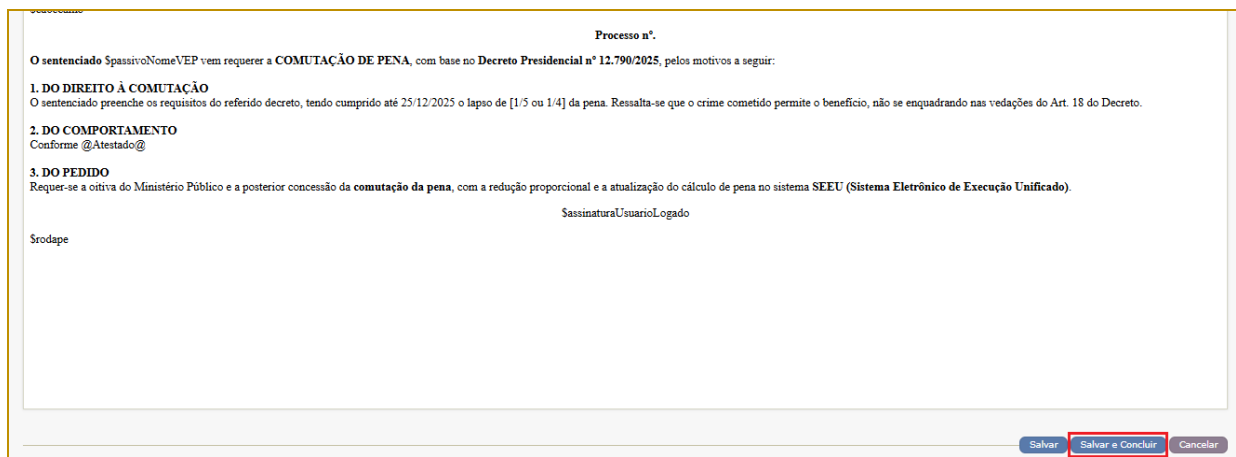 Processo nº.
O sentenciado $passivoNomeVEP vem requerer a COMUTAÇÃO DE PENA, com base no Decreto Presidencial nº 12.790/2025, pelos motivos a seguir:
1. DO DIREITO À COMUTAÇÃO
O sentenciado preenche os requisitos do referido decreto, tendo cumprido até 25/12/2025 o lapso de [1/5 ou 1/4] da pena. Ressalta-se que o crime cometido permite o benefício, não se enquadrando nas vedações do Art. 18 do Decreto.
2. DO COMPORTAMENTO
Conforme @Atestado@
3. DO PEDIDO
Requer-se a oitiva do Ministério Público e a posterior concessão da comutação da pena, com a redução proporcional e a atualização do cálculo de pena no sistema SEEU (Sistema Eletrônico de Execução Unificado).
$assinaturaUsuarioLogado
$rodape
Salvar Salvar e Concluir Cancelar